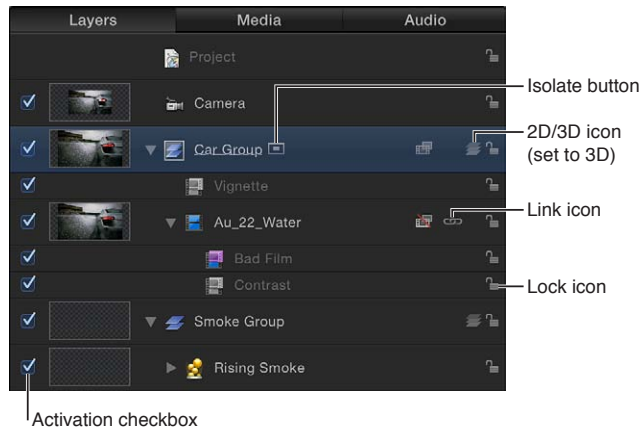 Layers Media Audio
Project
Isolate button
Camera
2D/3D icon
(set to 3D)
Car Group
Vignette
Link icon
Au_22_Water
Bad Film
Contrast
Lock icon
Smoke Group
Rising Smoke
Activation checkbox